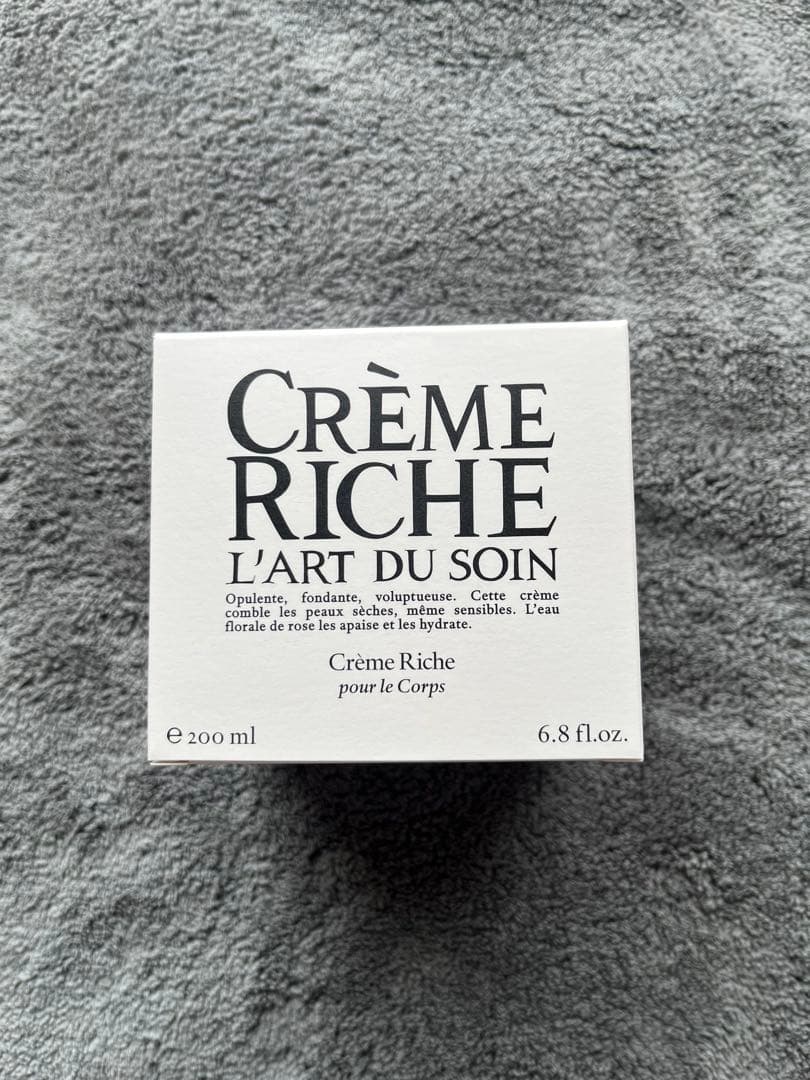 CRÈME
RICHE
L'ART DU SOIN
Opulente, fondante, voluptueuse. Cette crème
comble les peaux sèches, même sensibles. L'eau
florale de rose les apaise et les hydrate.
Crème Riche
pour le Corps
℮ 200 ml
6.8 fl.oz.